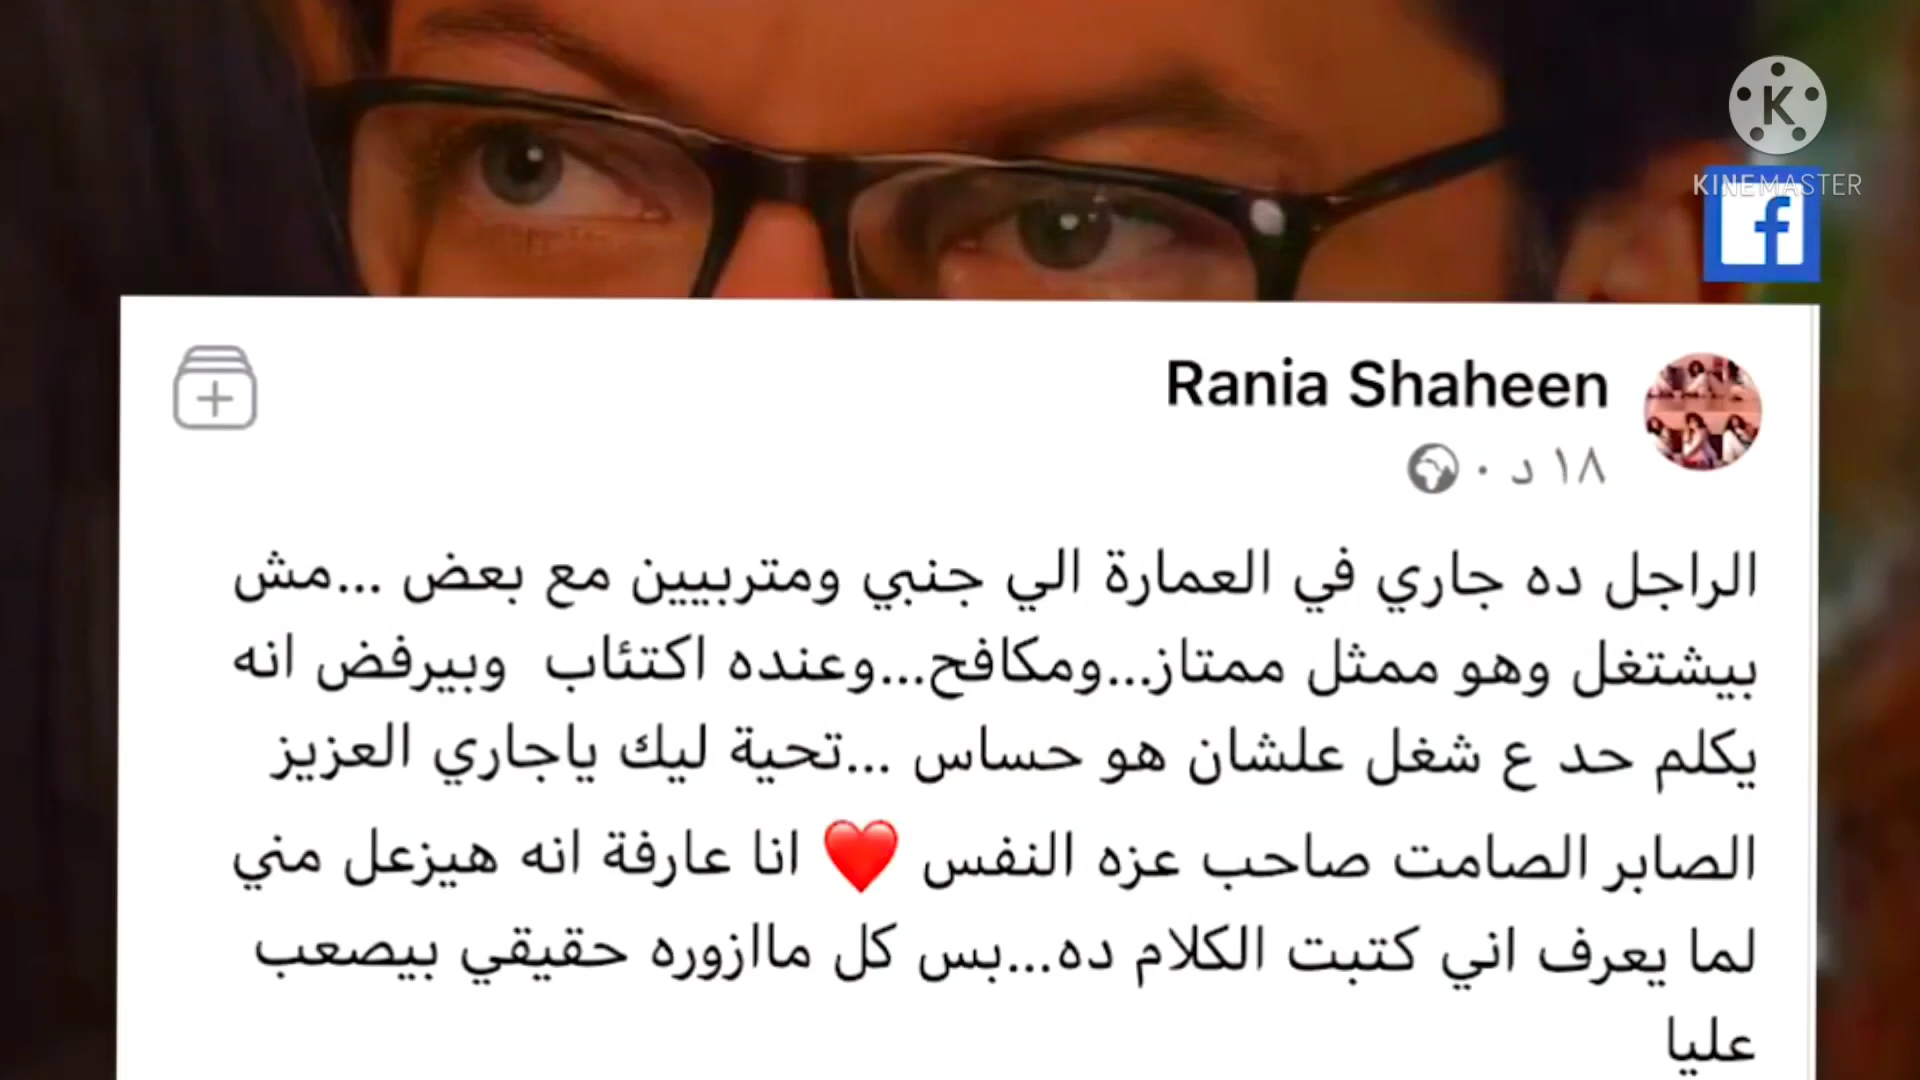 K
KINEMASTER
f
Rania Shaheen
١٨ د ·
الراجل ده جاري في العمارة الي جنبي ومتربيين مع بعض ...مش
بيشتغل وهو ممثل ممتاز...ومكافح...وعنده اكتئاب وبيرفض انه
يكلم حد ع شغل علشان هو حساس ...تحية ليك ياجاري العزيز
الصابر الصامت صاحب عزه النفس ❤️ انا عارفة انه هيزعل مني
لما يعرف اني كتبت الكلام ده...بس كل ماازوره حقيقي بيصعب
عليا